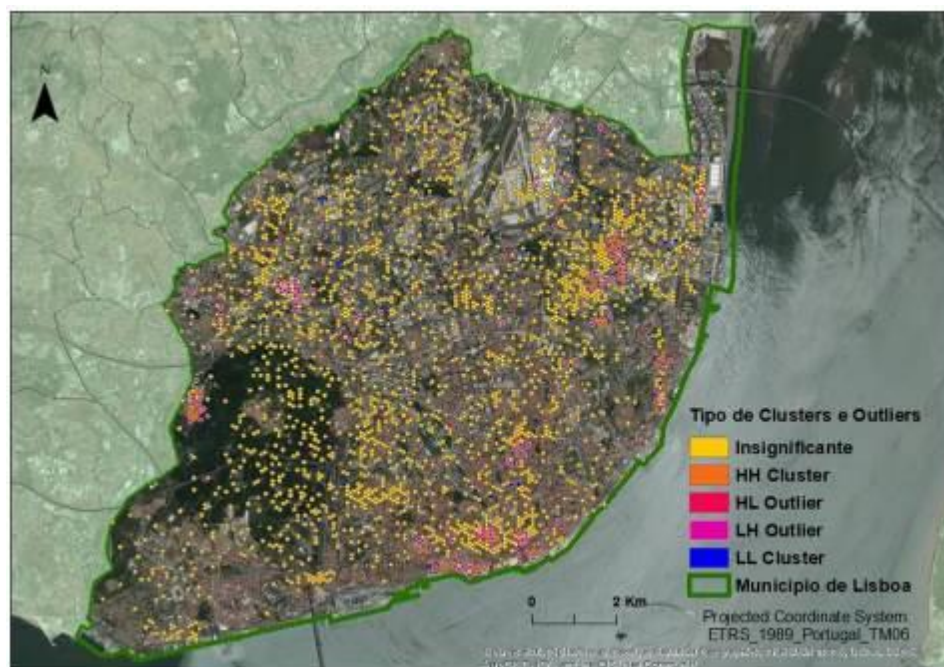 N
Tipo de Clusters e Outliers
Insignificante
HH Cluster
HL Outlier
LH Outlier
LL Cluster
Município de Lisboa
0 2 Km
Projected Coordinate System:
ETRS_1989_Portugal_TM06